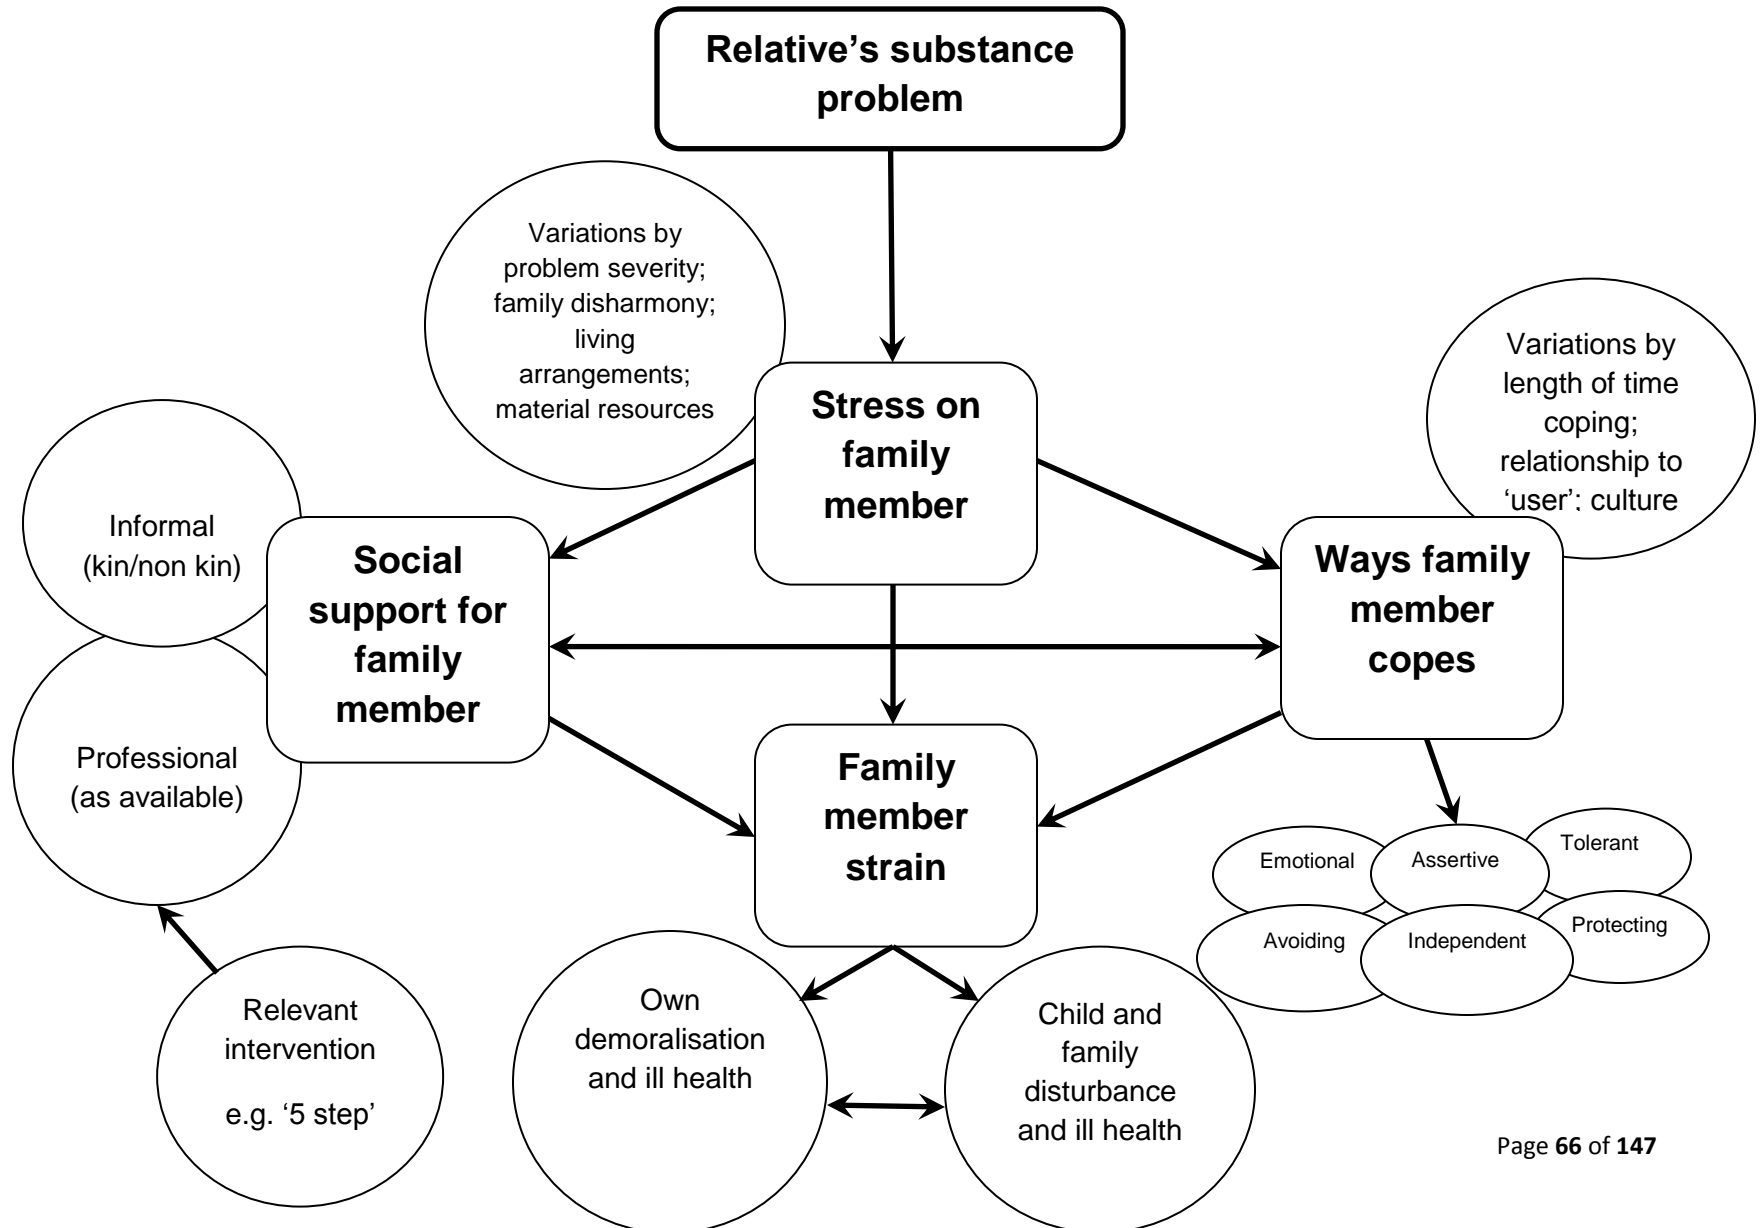 Relative’s substance
problem
Variations by
problem severity;
family disharmony;
living
arrangements;
material resources
Stress on
family
member
Variations by
length of time
coping;
relationship to
‘user’; culture
Informal
(kin/non kin)
Social
support for
family
member
Ways family
member
copes
Professional
(as available)
Family
member
strain
Emotional
Assertive
Tolerant
Avoiding
Independent
Protecting
Relevant
intervention
e.g. ‘5 step’
Own
demoralisation
and ill health
Child and
family
disturbance
and ill health
Page 66 of 147